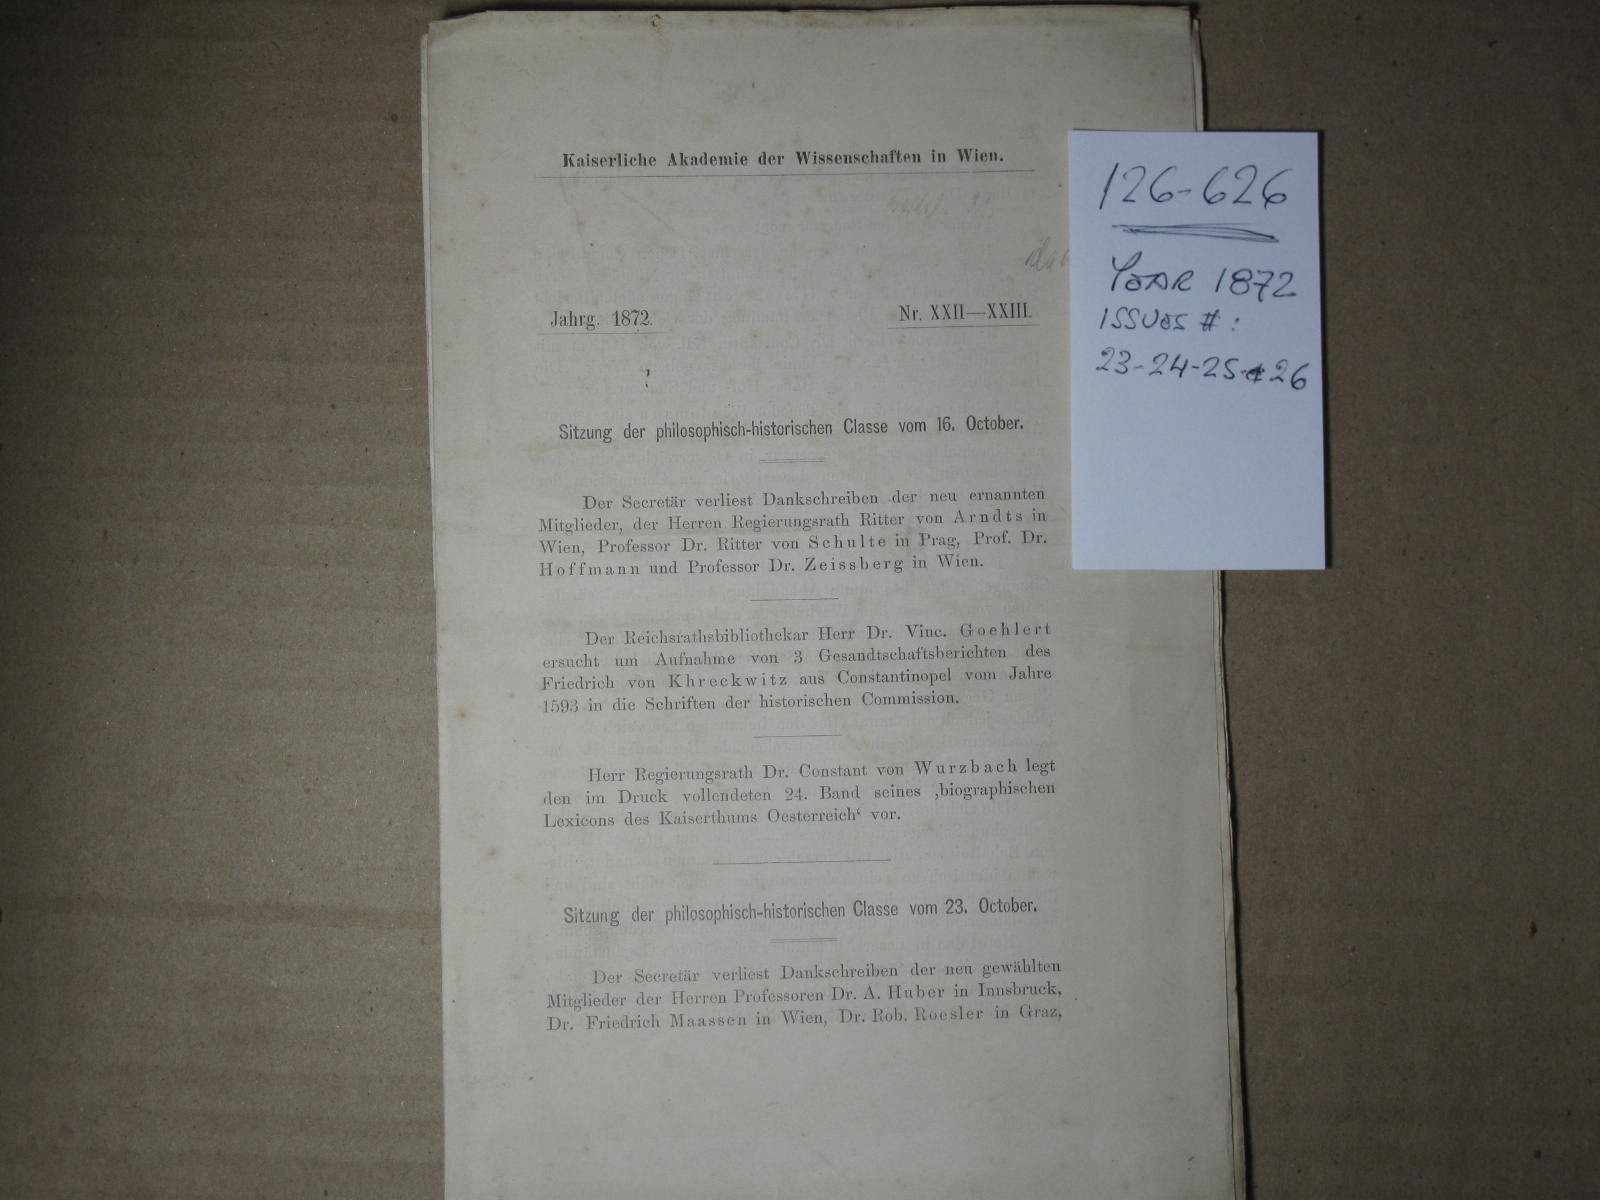 Kaiserliche Akademie der Wissenschaften in Wien.
Jahrg. 1872.
Nr. XXII—XXIII.
Sitzung der philosophisch-historischen Classe vom 16. October.
Der Secretär verliest Dankschreiben der neu ernannten
Mitglieder, der Herren Regierungsrath Ritter von Arndts in
Wien, Professor Dr. Ritter von Schulte in Prag, Prof. Dr.
Hoffmann und Professor Dr. Zeissberg in Wien.
Der Reichsrathsbibliothekar Herr Dr. Vinc. Goehlert
ersucht um Aufnahme von 3 Gesandtschaftsberichten des
Friedrich von Khreckwitz aus Constantinopel vom Jahre
1593 in die Schriften der historischen Commission.
Herr Regierungsrath Dr. Constant von Wurzbach legt
den im Druck vollendeten 24. Band seines ‚biographischen
Lexicons des Kaiserthums Oesterreich‘ vor.
Sitzung der philosophisch-historischen Classe vom 23. October.
Der Secretär verliest Dankschreiben der neu gewählten
Mitglieder der Herren Professoren Dr. A. Huber in Innsbruck,
Dr. Friedrich Maassen in Wien, Dr. Rob. Roesler in Graz,
126-626
YEAR 1872
ISSUES # :
23-24-25-&26